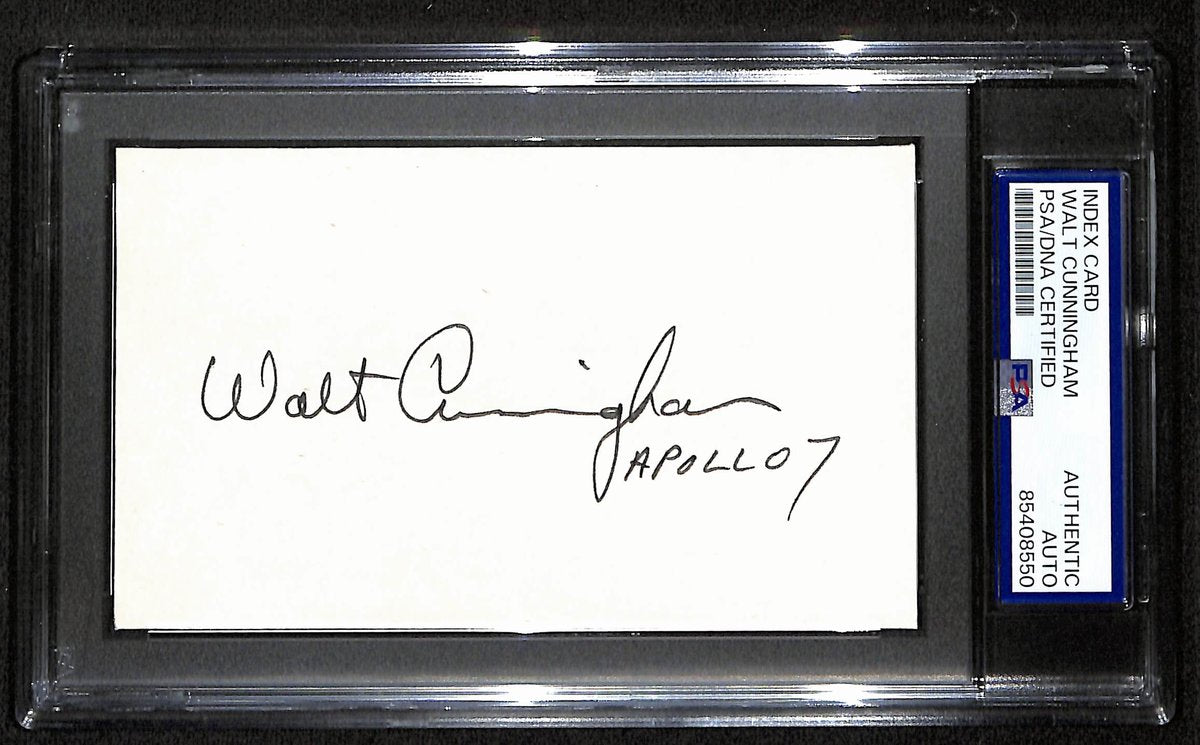 Walt Cunningham
APOLLO 7
INDEX CARD
WALT CUNNINGHAM
PSA/DNA CERTIFIED
AUTHENTIC
AUTO
85408550
PSA